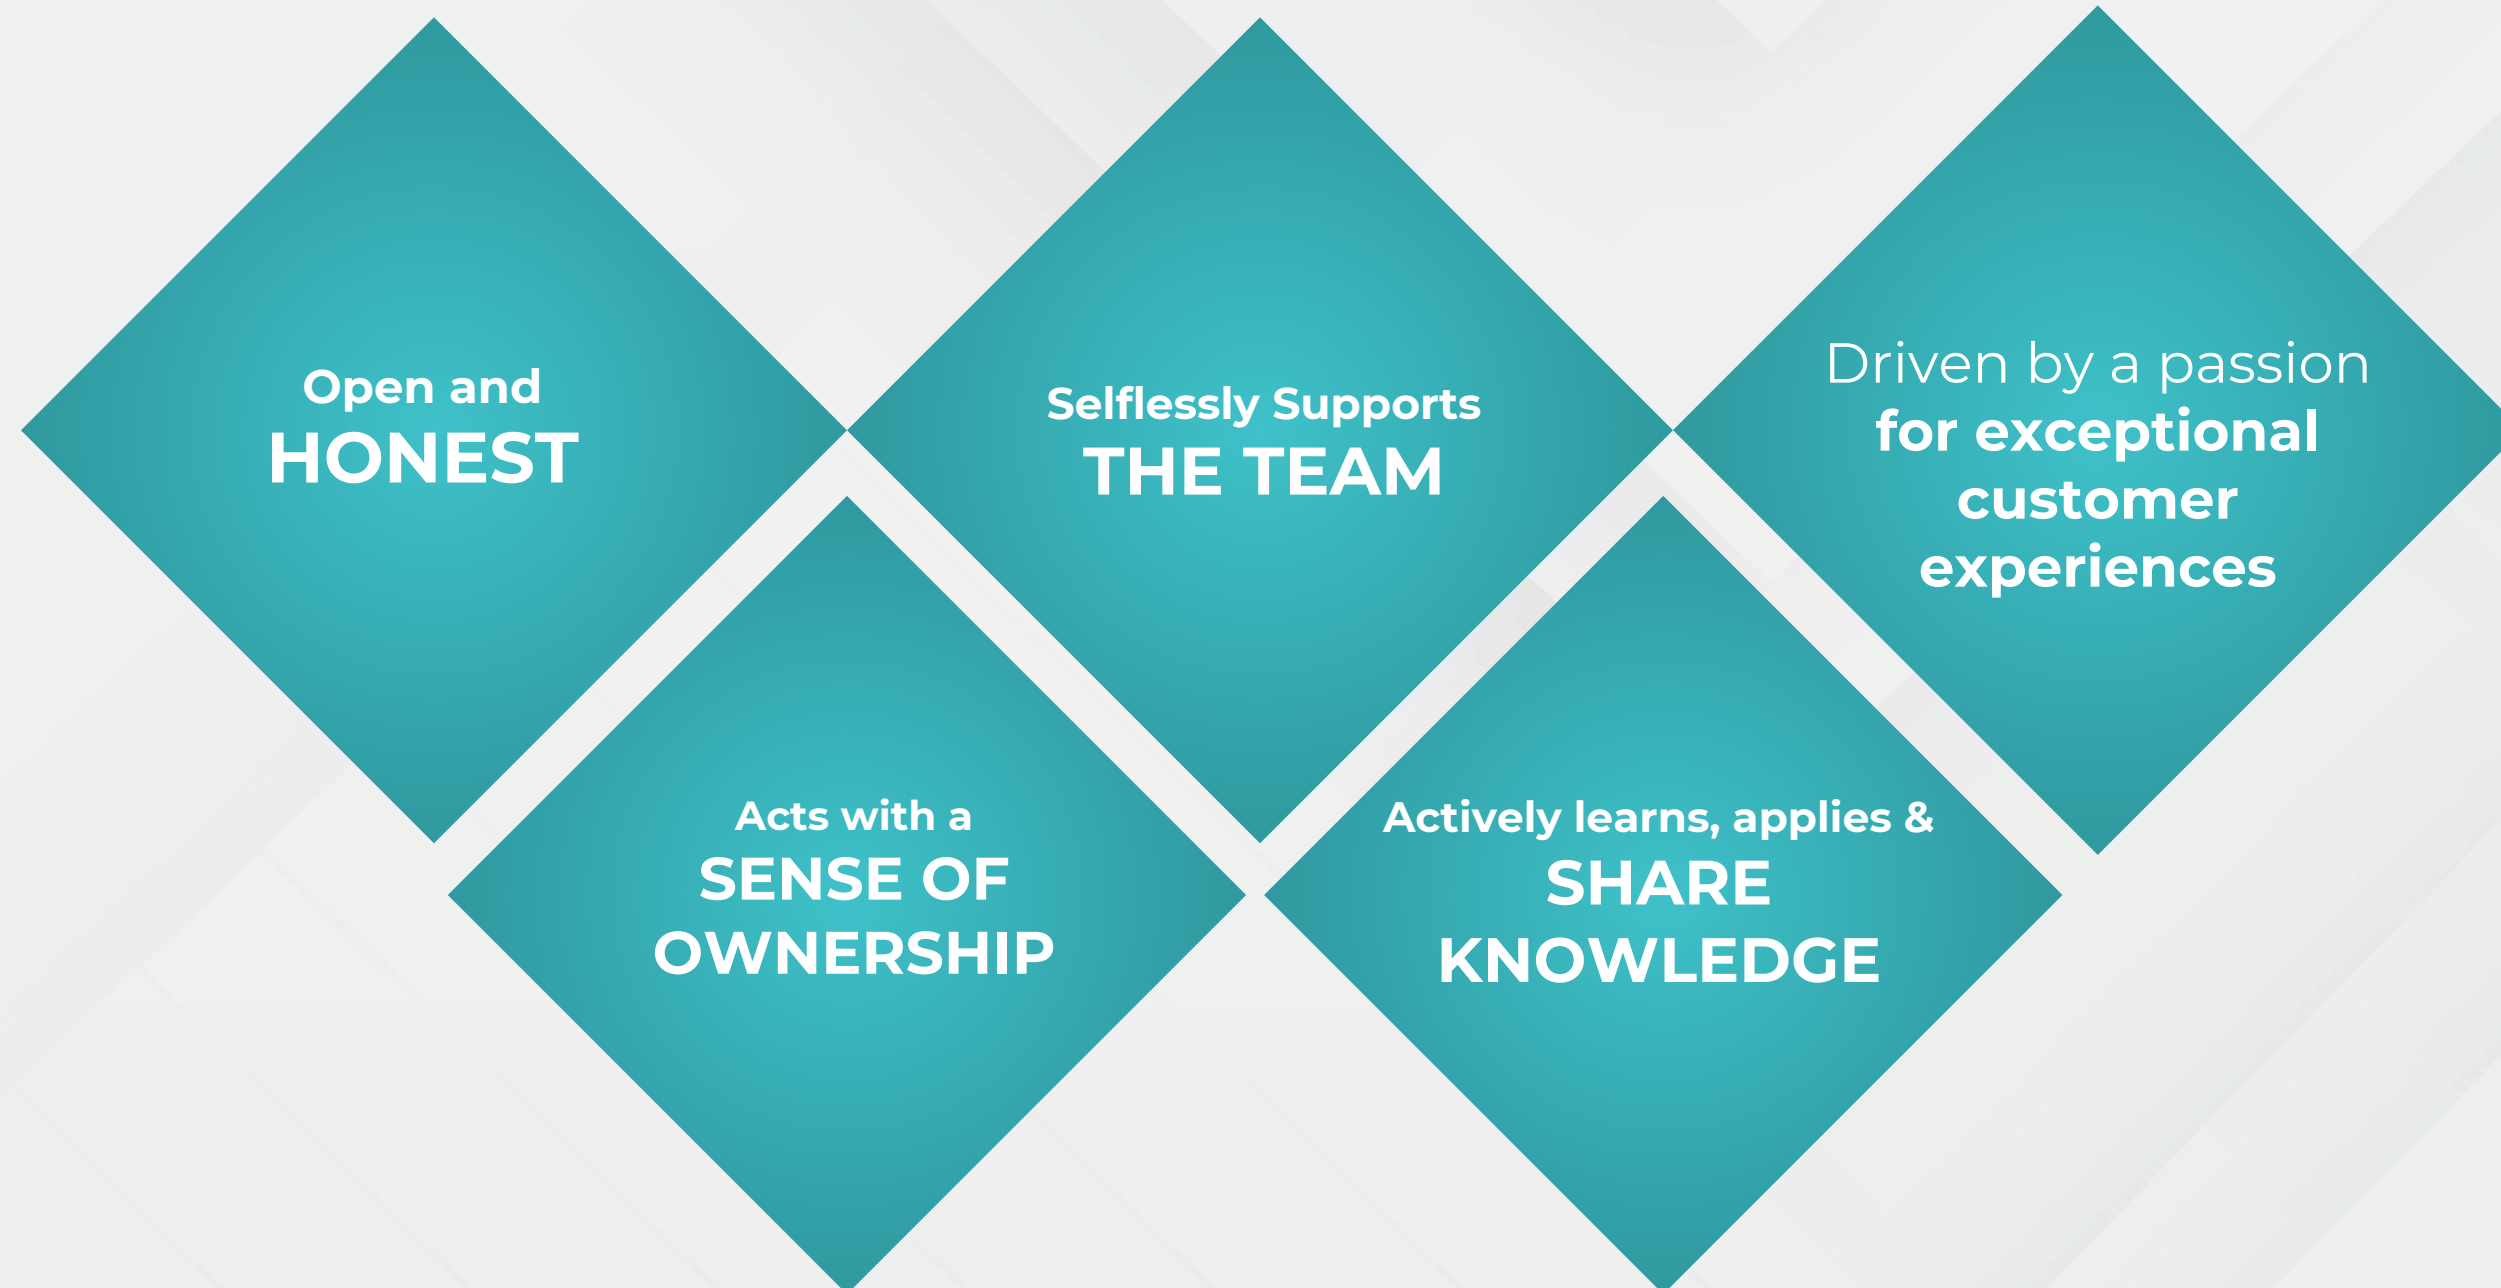 Open and
HONEST
Selflessly Supports
THE TEAM
Driven by a passion
for exceptional
customer
experiences
Acts with a
SENSE OF
OWNERSHIP
Actively learns, applies &
SHARE
KNOWLEDGE